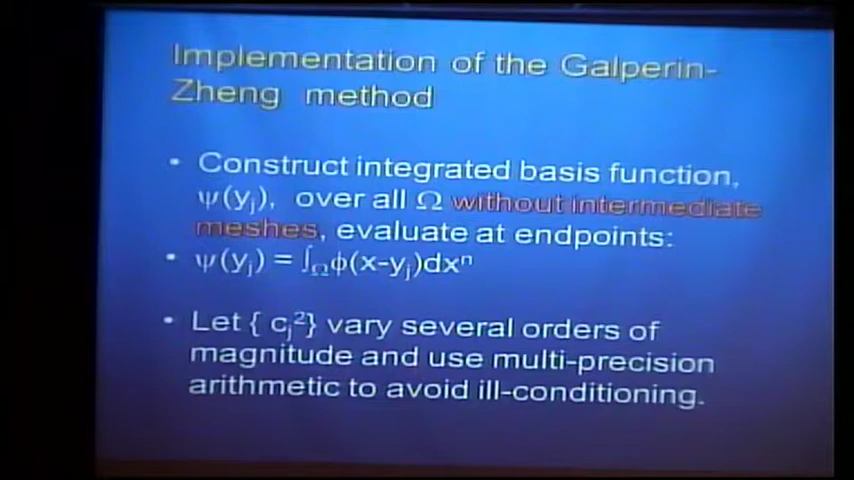 Implementation of the Galperin-
Zheng method
• Construct integrated basis function,
ψ(yⱼ), over all Ω without intermediate
meshes, evaluate at endpoints:
• ψ(yⱼ) = ∫Ωϕ(x-yⱼ)dxⁿ
• Let { cⱼ²} vary several orders of
magnitude and use multi-precision
arithmetic to avoid ill-conditioning.